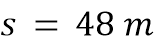 s = 48 m